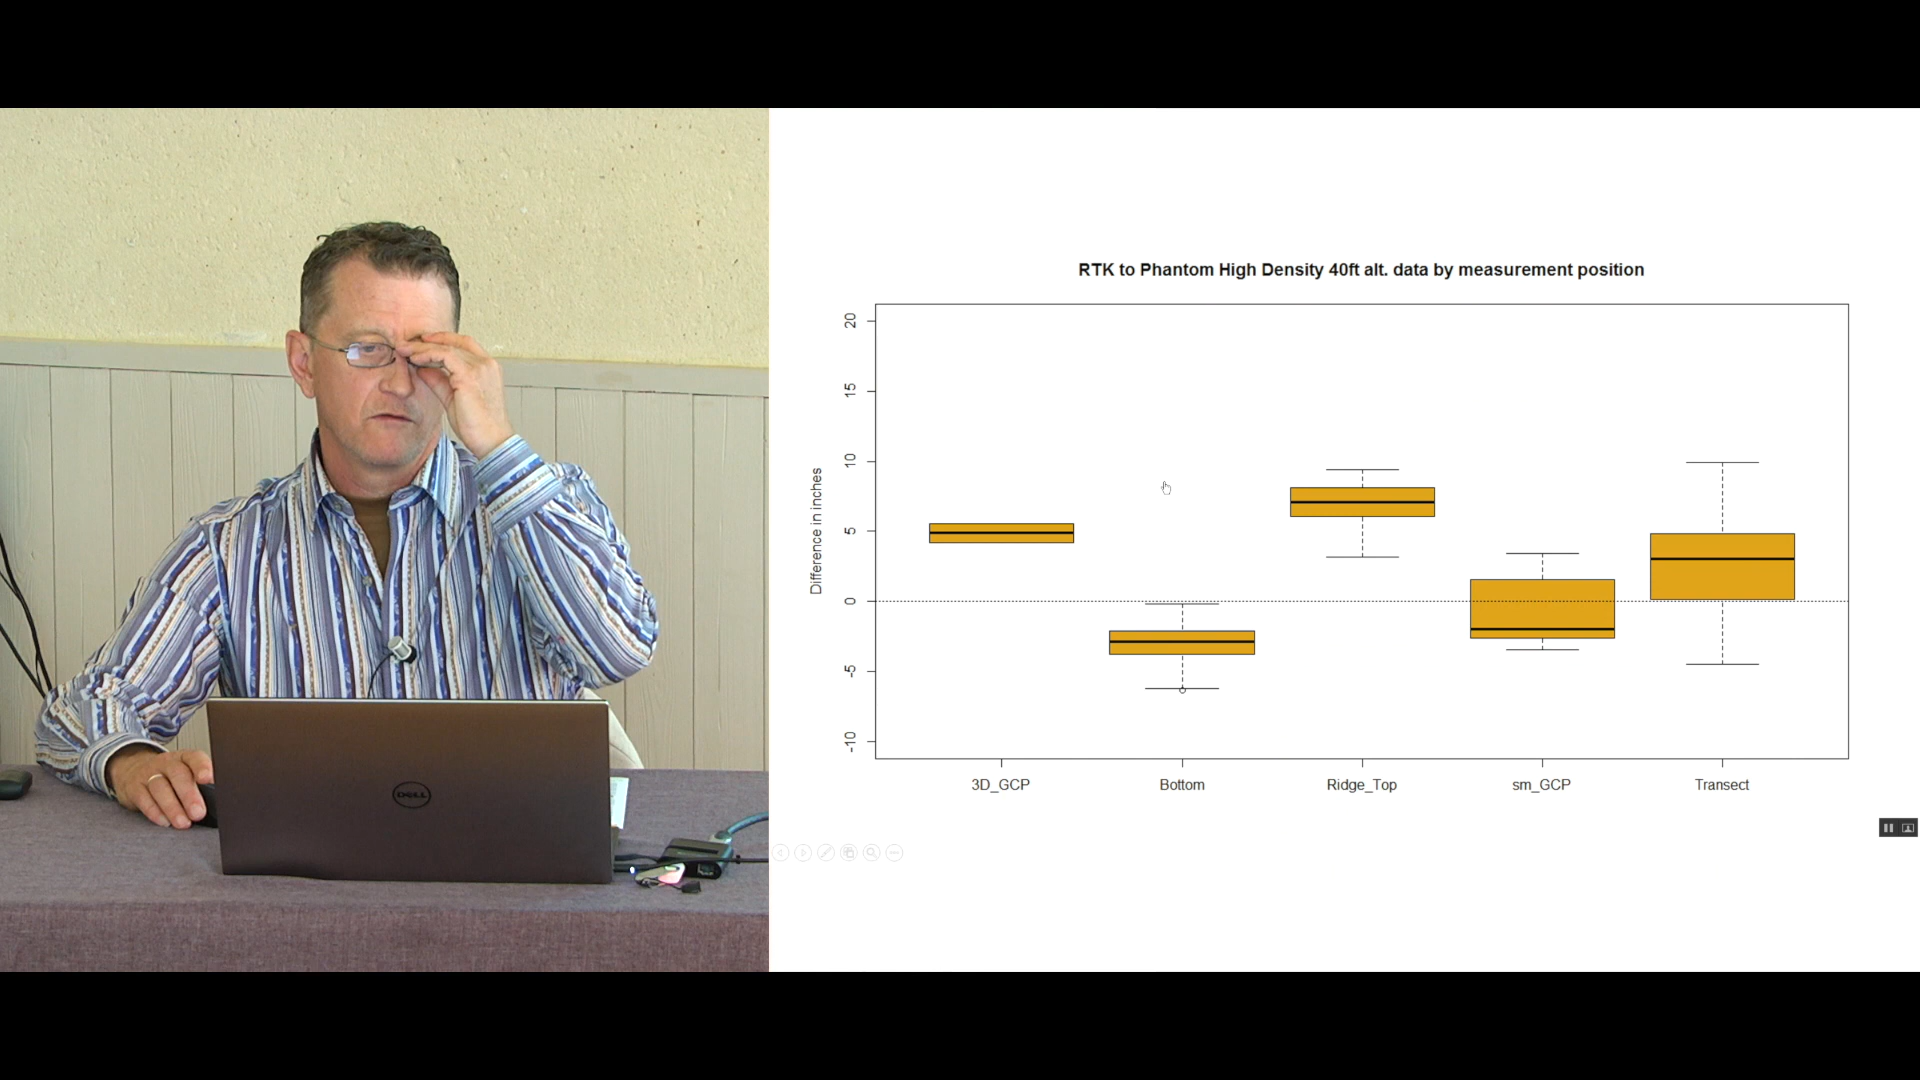 RTK to Phantom High Density 40ft alt. data by measurement position
Difference in inches
20
15
10
5
0
-5
-10
3D_GCP
Bottom
Ridge_Top
sm_GCP
Transect
DELL